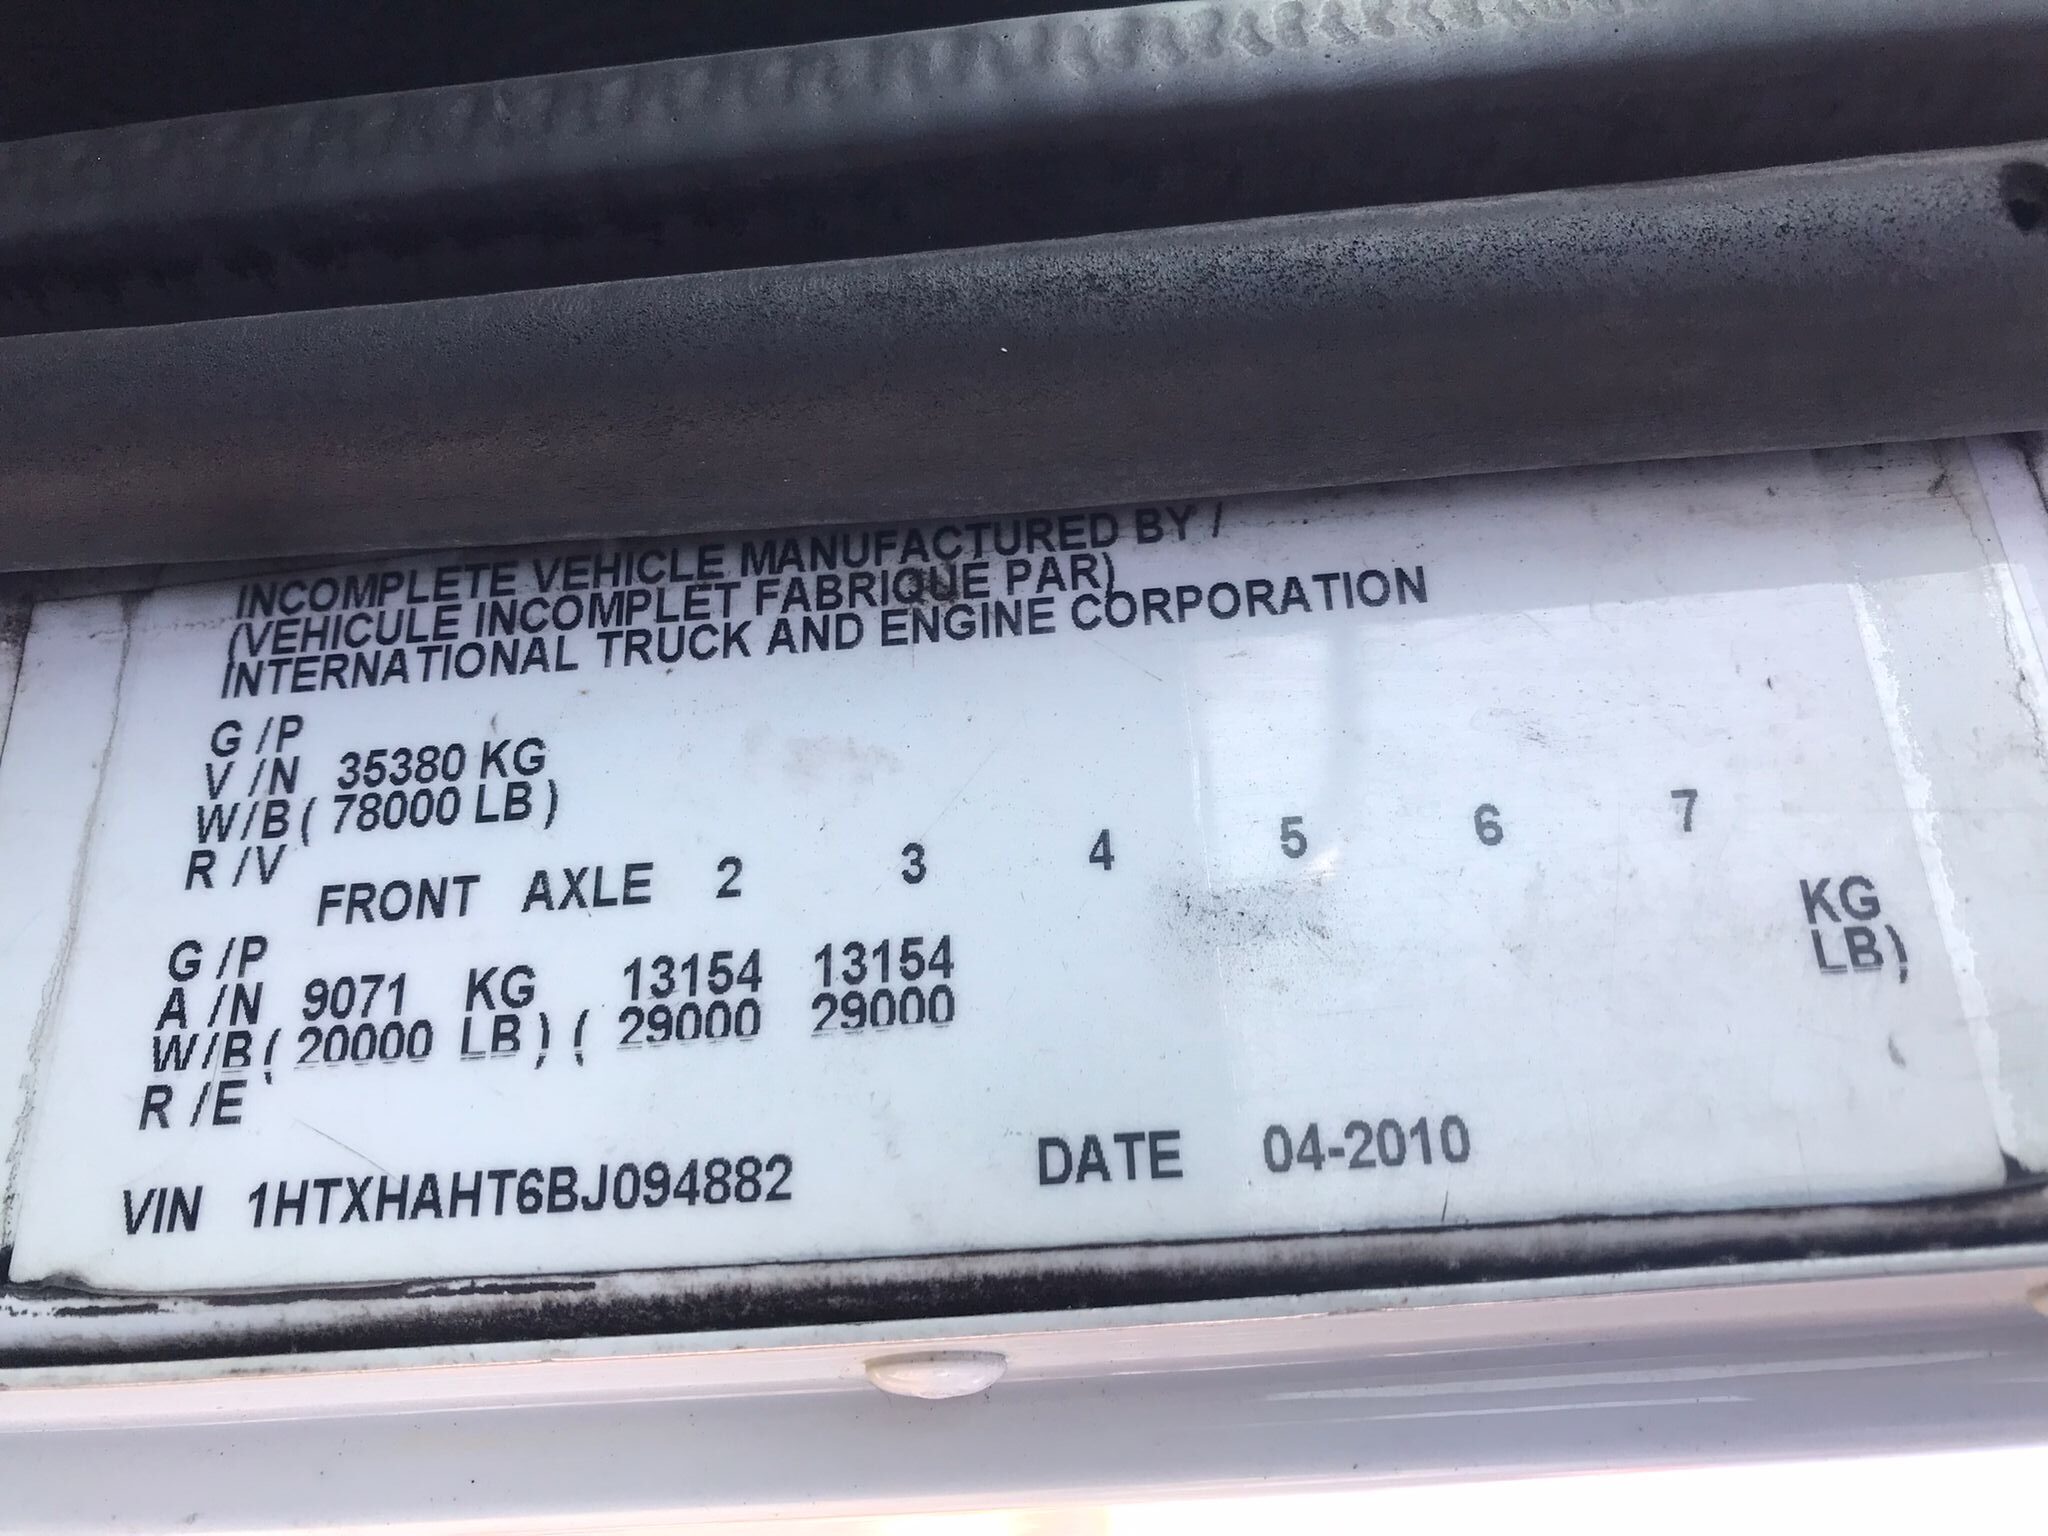 INCOMPLETE VEHICLE MANUFACTURED BY /
(VEHICULE INCOMPLET FABRIQUE PAR)
INTERNATIONAL TRUCK AND ENGINE CORPORATION
G /P
V /N 35380 KG
W/B ( 78000 LB )
R /V
FRONT AXLE 2 3 4 5 6 7
G /P
A /N 9071 KG 13154 13154 KG
W/B ( 20000 LB ) ( 29000 29000 LB)
R /E
VIN 1HTXHAHT6BJ094882 DATE 04-2010